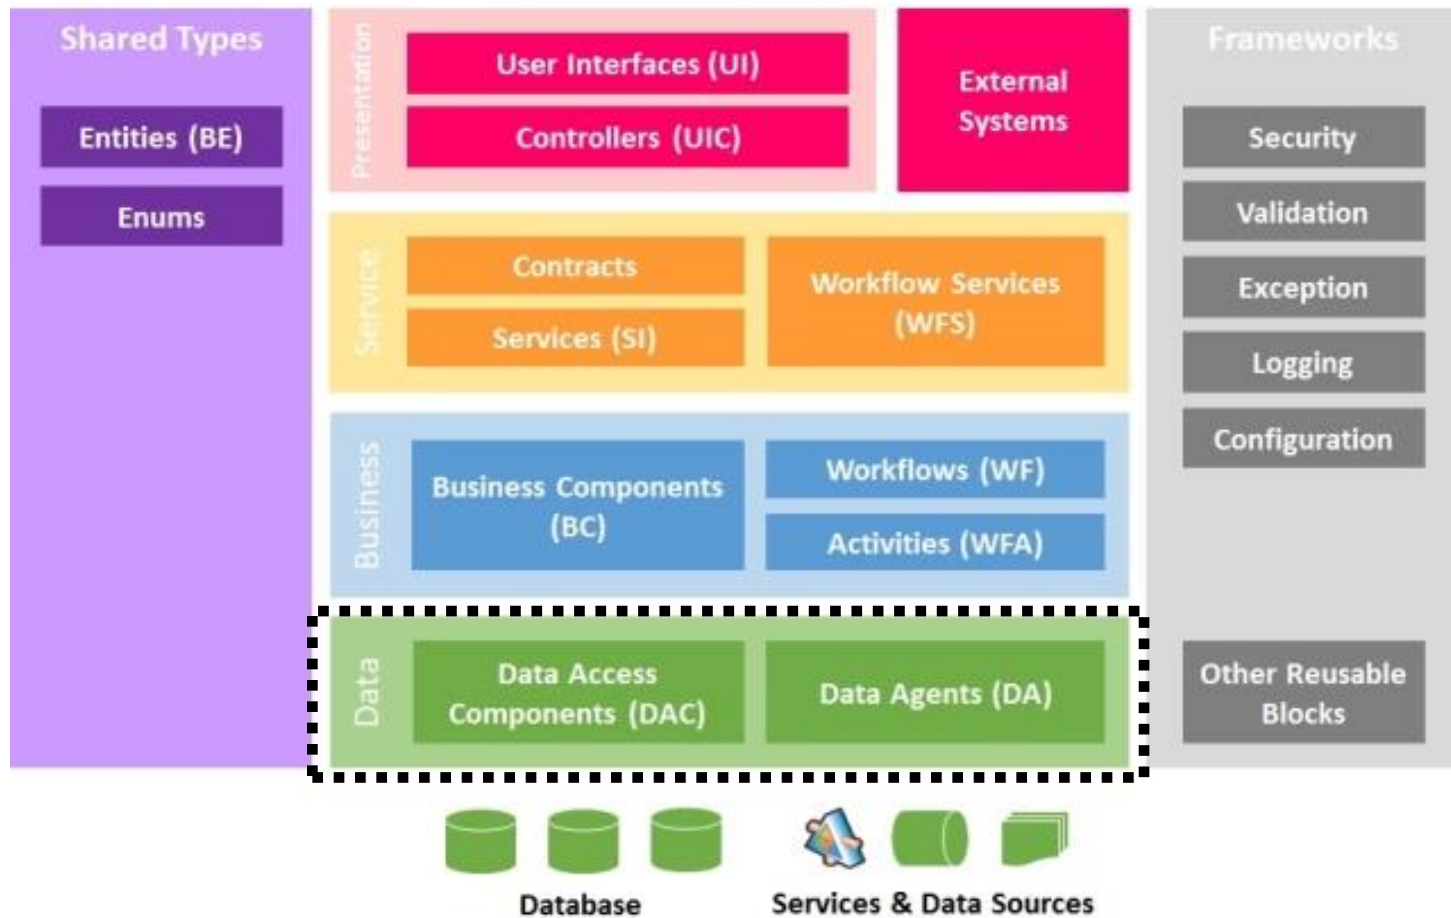 Shared Types
Entities (BE)
Enums
Presentation
User Interfaces (UI)
Controllers (UIC)
External
Systems
Service
Contracts
Services (SI)
Workflow Services
(WFS)
Business
Business Components
(BC)
Workflows (WF)
Activities (WFA)
Data
Data Access
Components (DAC)
Data Agents (DA)
Frameworks
Security
Validation
Exception
Logging
Configuration
Other Reusable
Blocks
Database
Services & Data Sources